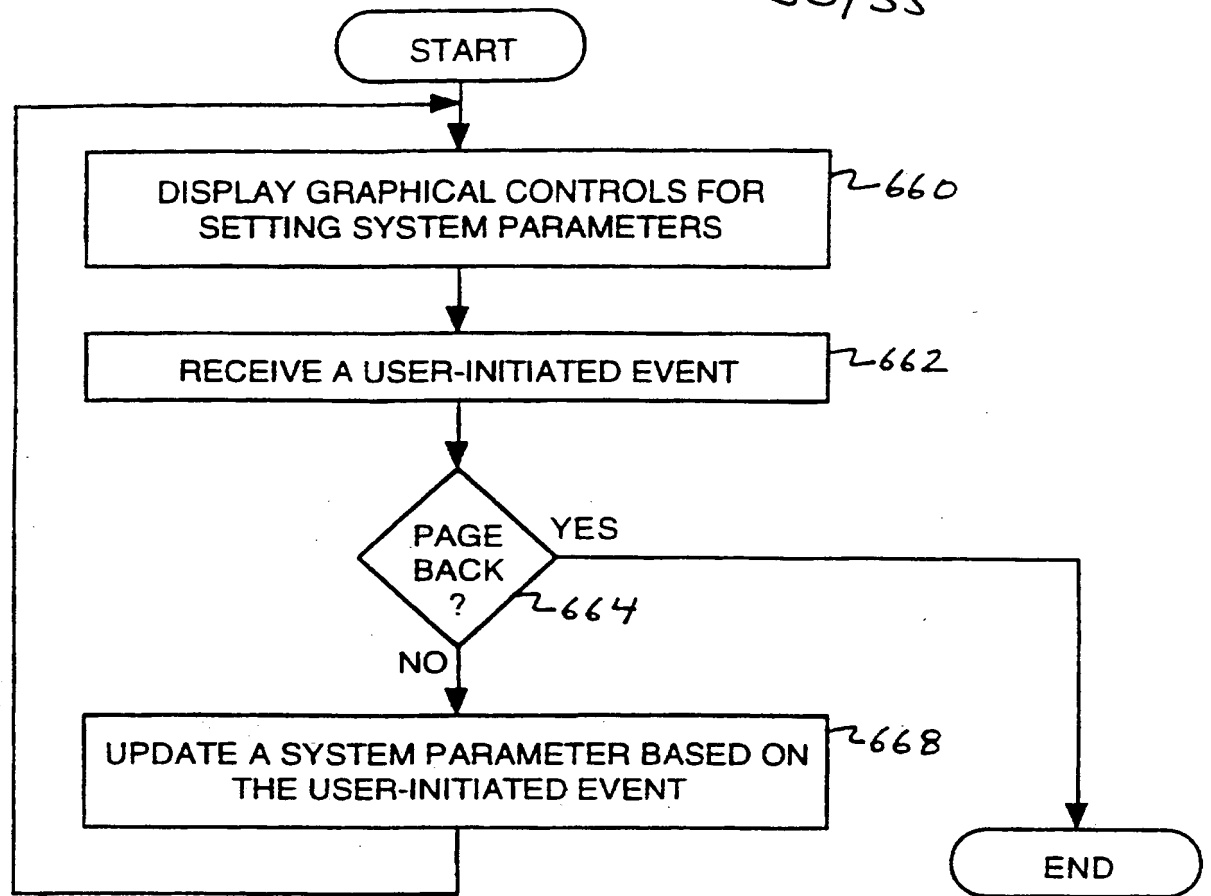 START
DISPLAY GRAPHICAL CONTROLS FOR
SETTING SYSTEM PARAMETERS
660
RECEIVE A USER-INITIATED EVENT
662
PAGE
BACK
?
YES
664
NO
UPDATE A SYSTEM PARAMETER BASED ON
THE USER-INITIATED EVENT
668
END